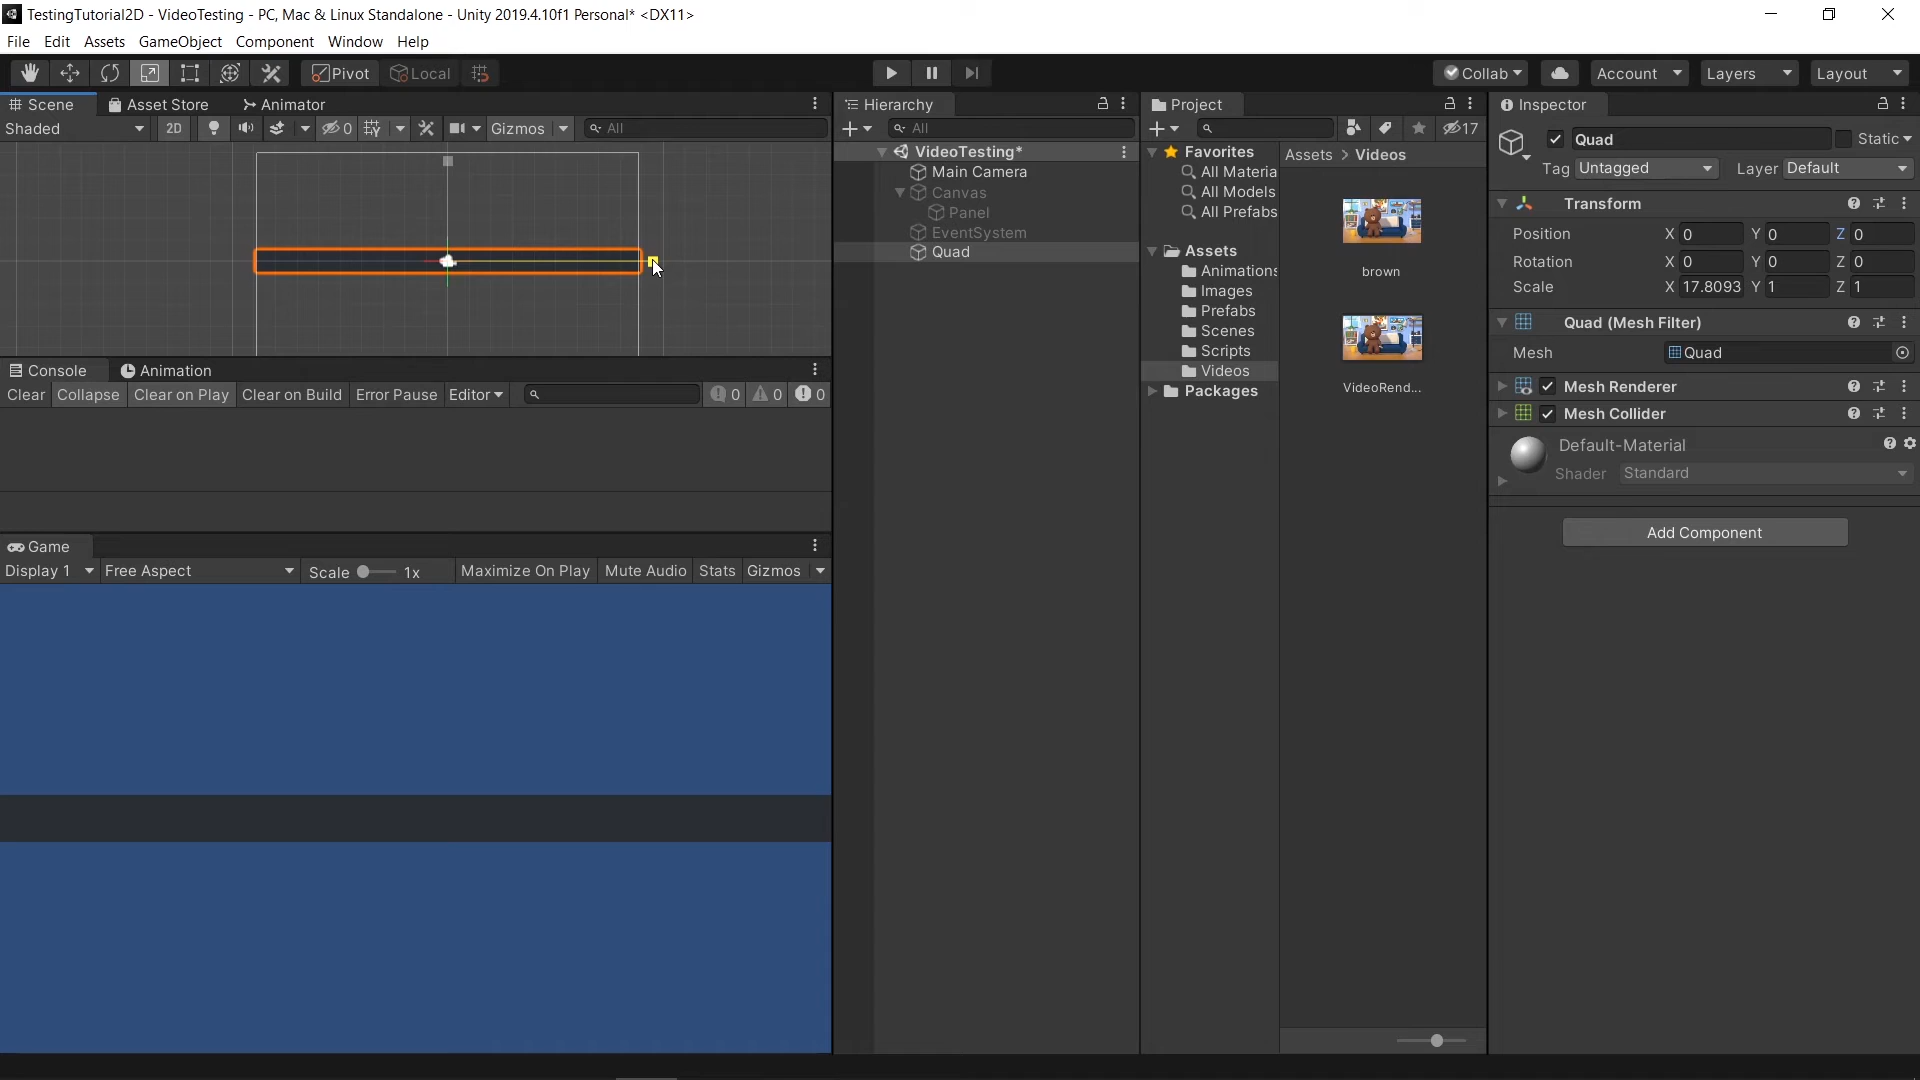 TestingTutorial2D - VideoTesting - PC, Mac & Linux Standalone - Unity 2019.4.10f1 Personal* <DX11>
File Edit Assets GameObject Component Window Help
Pivot Local Collab Account Layers Layout
Scene Asset Store Animator
Shaded 2D 0 Gizmos All
Console Animation
Clear Collapse Clear on Play Clear on Build Error Pause Editor 0 0 0
Game
Display 1 Free Aspect Scale 1x Maximize On Play Mute Audio Stats Gizmos
Hierarchy
All
VideoTesting*
Main Camera
Canvas
Panel
EventSystem
Quad
Project
17
Favorites
All Materia
All Models
All Prefabs
Assets
Animations
Images
Prefabs
Scenes
Scripts
Videos
Packages
Assets > Videos
brown
VideoRend...
Inspector
Quad Static
Tag Untagged Layer Default
Transform
Position X 0 Y 0 Z 0
Rotation X 0 Y 0 Z 0
Scale X 17.8093 Y 1 Z 1
Quad (Mesh Filter)
Mesh Quad
Mesh Renderer
Mesh Collider
Default-Material
Shader Standard
Add Component